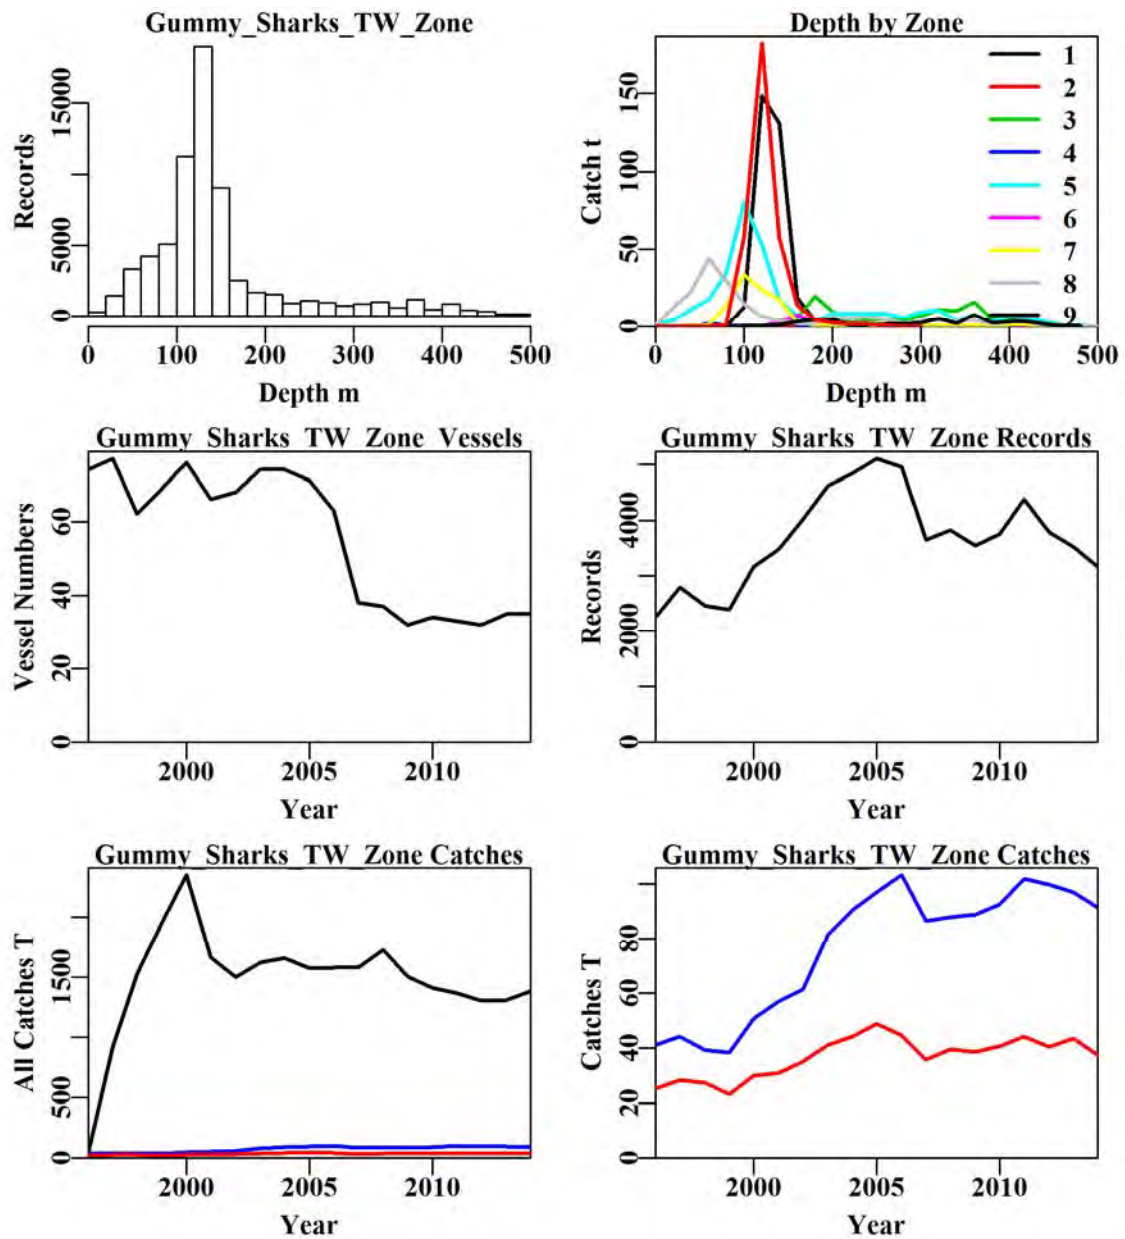 Gummy_Sharks_TW_Zone
Records
0 5000 15000
0 100 200 300 400 500
Depth m
Depth by Zone
Catch t
0 50 100 150
0 100 200 300 400 500
Depth m
1
2
3
4
5
6
7
8
9
Gummy_Sharks_TW_Zone_Vessels
Vessel Numbers
0 20 40 60
2000 2005 2010
Year
Gummy_Sharks_TW_Zone Records
Records
0 2000 4000
2000 2005 2010
Year
Gummy_Sharks_TW_Zone Catches
All Catches T
0 500 1500
2000 2005 2010
Year
Gummy_Sharks_TW_Zone Catches
Catches T
0 20 40 60 80
2000 2005 2010
Year